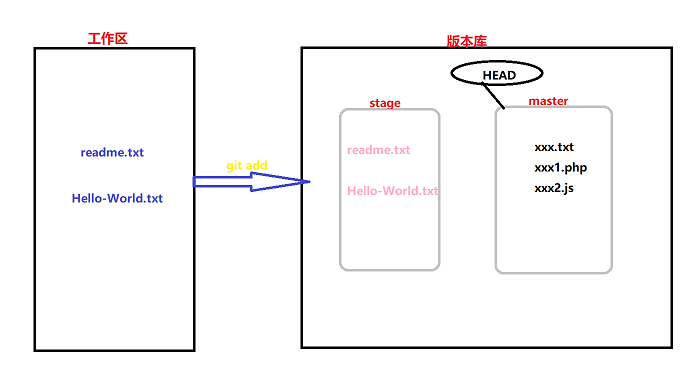 工作区
版本库
HEAD
stage
master
readme.txt
Hello-World.txt
git add
readme.txt
Hello-World.txt
xxx.txt
xxx1.php
xxx2.js